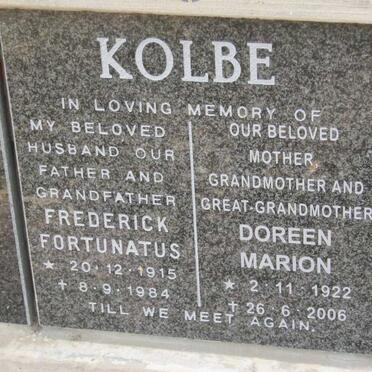 KOLBE
IN LOVING MEMORY OF
MY BELOVED
HUSBAND OUR
FATHER AND
GRANDFATHER
FREDERICK
FORTUNATUS
★ 20·12·1915
✝ 8·9·1984
OUR BELOVED
MOTHER
GRANDMOTHER AND
GREAT-GRANDMOTHER
DOREEN
MARION
★ 2·11·1922
✝ 26·6·2006
TILL WE MEET AGAIN.